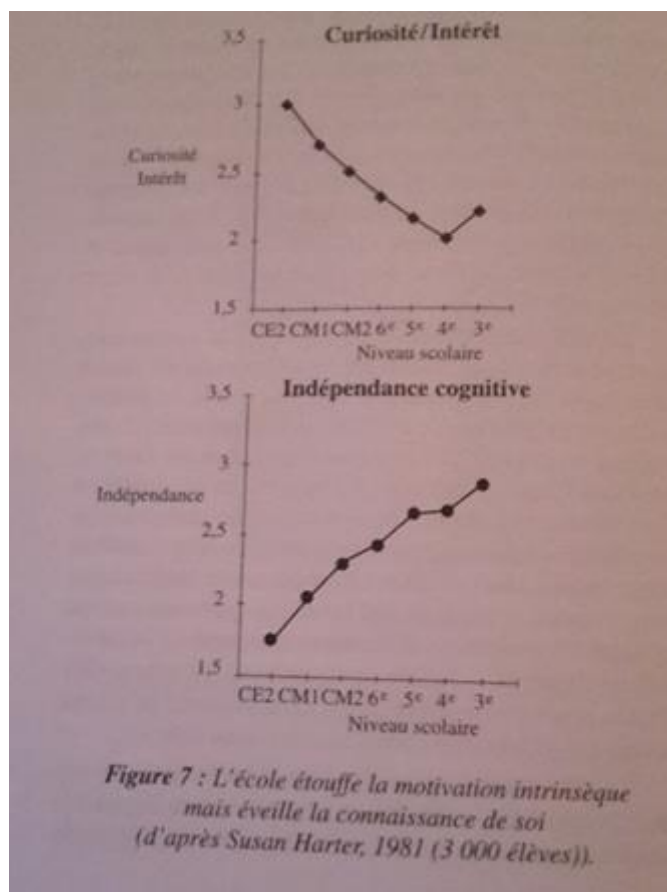 Curiosité/Intérêt
3,5
3
Curiosité
Intérêt
2,5
2
1,5
CE2 CM1 CM2 6e 5e 4e 3e
Niveau scolaire
Indépendance cognitive
3,5
3
Indépendance
2,5
2
1,5
CE2 CM1 CM2 6e 5e 4e 3e
Niveau scolaire
Figure 7 : L'école étouffe la motivation intrinsèque
mais éveille la connaissance de soi
(d'après Susan Harter, 1981 (3 000 élèves)).